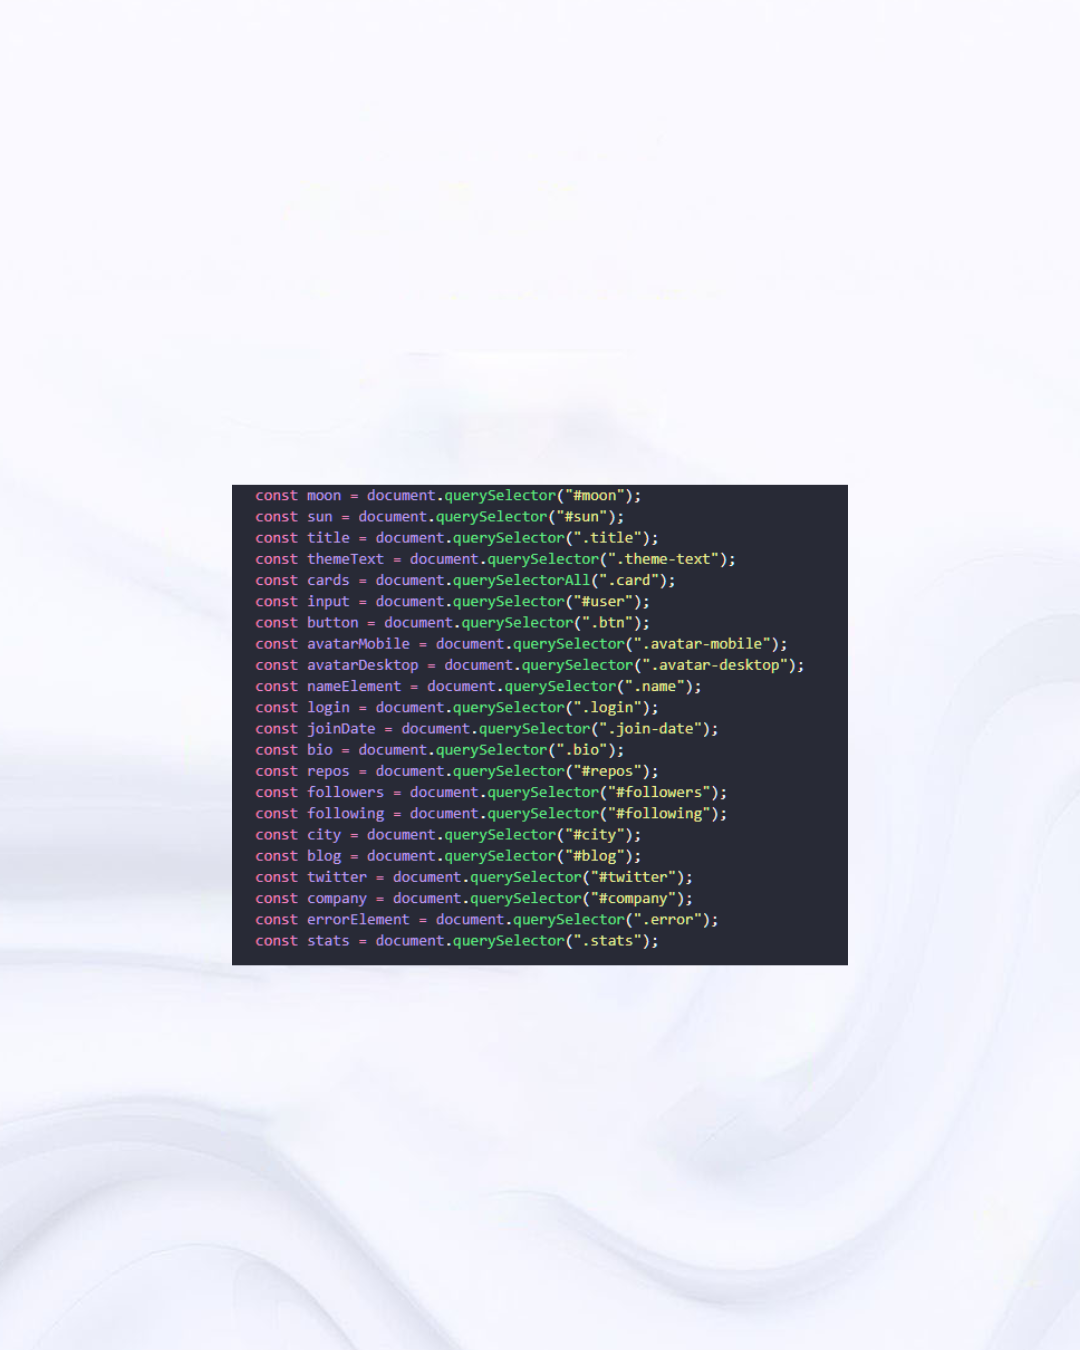 const moon = document.querySelector("#moon");
const sun = document.querySelector("#sun");
const title = document.querySelector(".title");
const themeText = document.querySelector(".theme-text");
const cards = document.querySelectorAll(".card");
const input = document.querySelector("#user");
const button = document.querySelector(".btn");
const avatarMobile = document.querySelector(".avatar-mobile");
const avatarDesktop = document.querySelector(".avatar-desktop");
const nameElement = document.querySelector(".name");
const login = document.querySelector(".login");
const joinDate = document.querySelector(".join-date");
const bio = document.querySelector(".bio");
const repos = document.querySelector("#repos");
const followers = document.querySelector("#followers");
const following = document.querySelector("#following");
const city = document.querySelector("#city");
const blog = document.querySelector("#blog");
const twitter = document.querySelector("#twitter");
const company = document.querySelector("#company");
const errorElement = document.querySelector(".error");
const stats = document.querySelector(".stats");